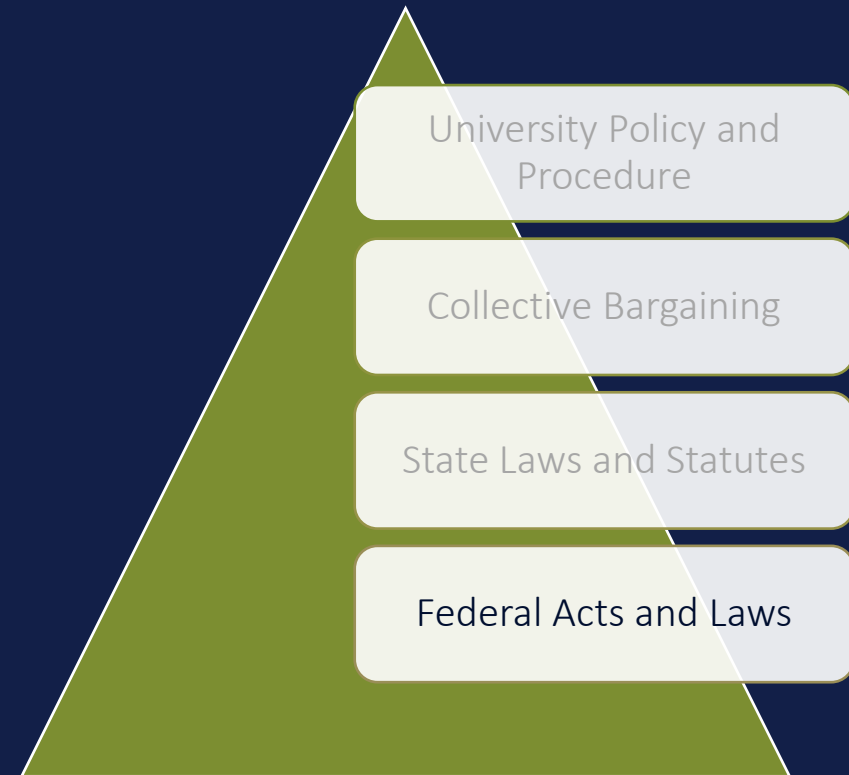 University Policy and
Procedure
Collective Bargaining
State Laws and Statutes
Federal Acts and Laws